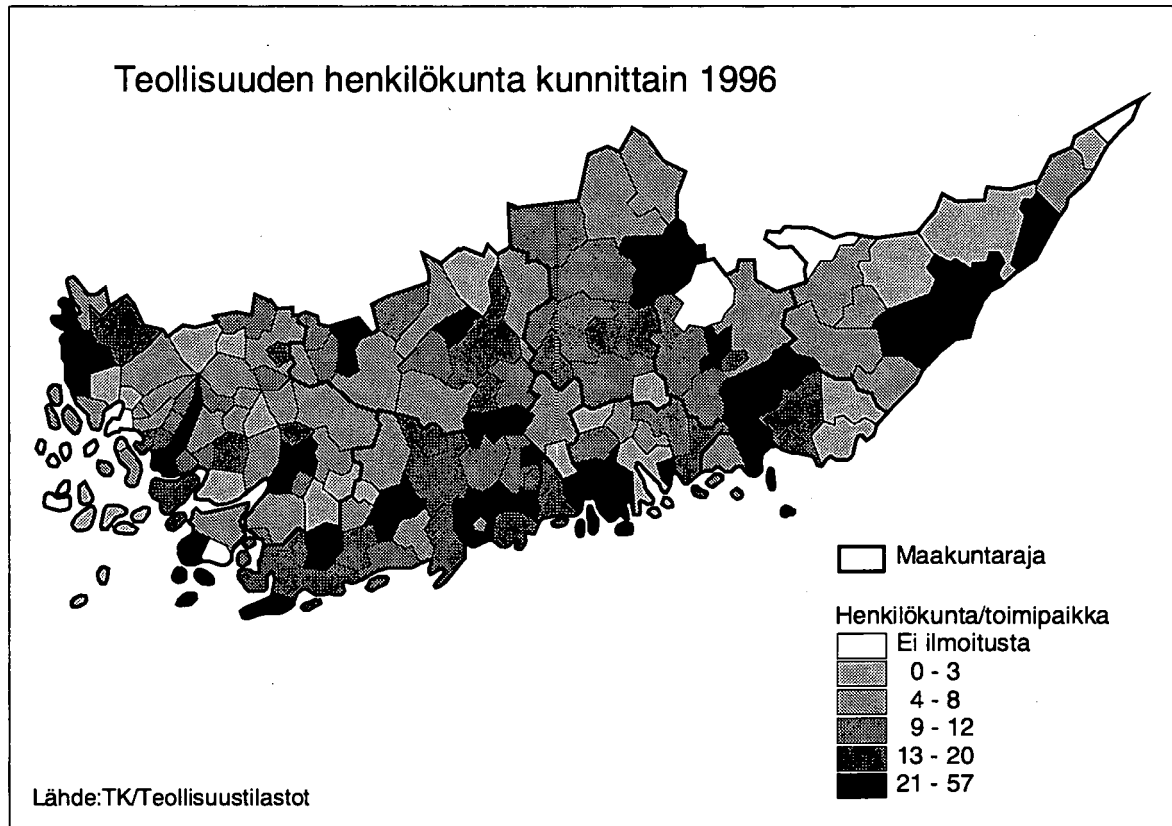 Teollisuuden henkilökunta kunnittain 1996
Maakuntaraja
Henkilökunta/toimipaikka
Ei ilmoitusta
0 - 3
4 - 8
9 - 12
13 - 20
21 - 57
Lähde:TK/Teollisuustilastot